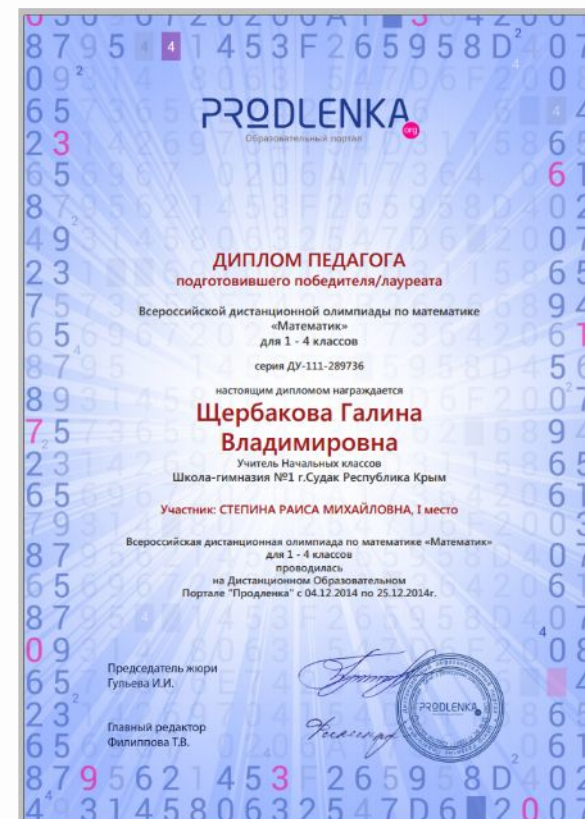 PRODLENKA
org
Образовательный портал
ДИПЛОМ ПЕДАГОГА
подготовившего победителя/лауреата
Всероссийской дистанционной олимпиады по математике
«Математик»
для 1 - 4 классов
серия ДУ-111-289736
настоящим дипломом награждается
Щербакова Галина
Владимировна
Учитель Начальных классов
Школа-гимназия №1 г.Судак Республика Крым
Участник: СТЕПИНА РАИСА МИХАЙЛОВНА, I место
Всероссийская дистанционная олимпиада по математике «Математик»
для 1 - 4 классов
проводилась
на Дистанционном Образовательном
Портале "Продленка" с 04.12.2014 по 25.12.2014г.
Председатель жюри
Гульева И.И.
Главный редактор
Филиппова Т.В.
PRODLENKA